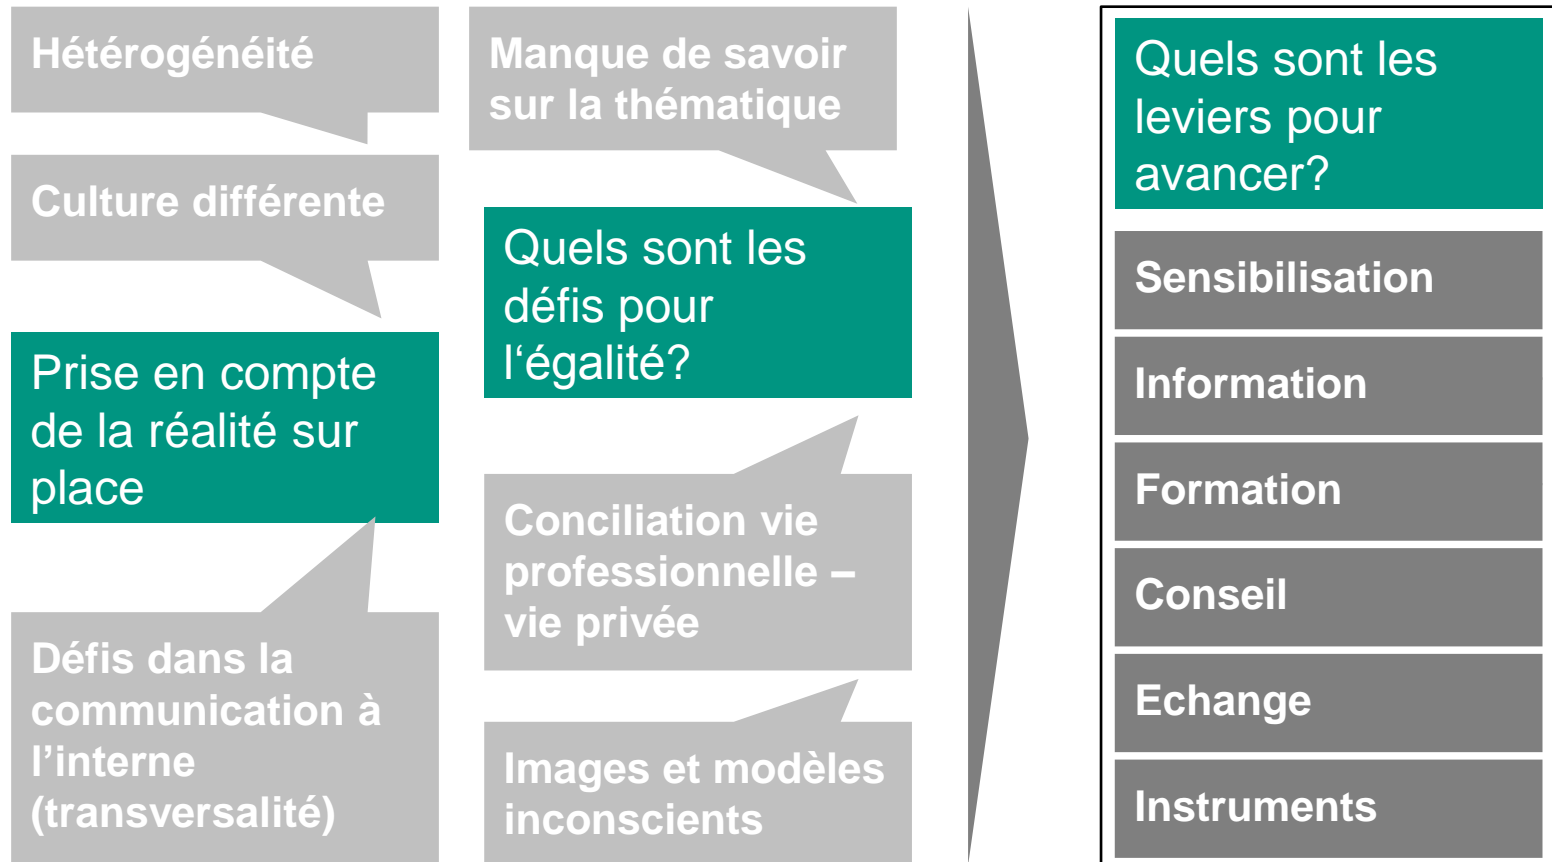 Hétérogénéité
Culture différente
Prise en compte
de la réalité sur
place
Défis dans la
communication à
l’interne
(transversalité)
Manque de savoir
sur la thématique
Quels sont les
défis pour
l‘égalité?
Conciliation vie
professionnelle –
vie privée
Images et modèles
inconscients
Quels sont les
leviers pour
avancer?
Sensibilisation
Information
Formation
Conseil
Echange
Instruments